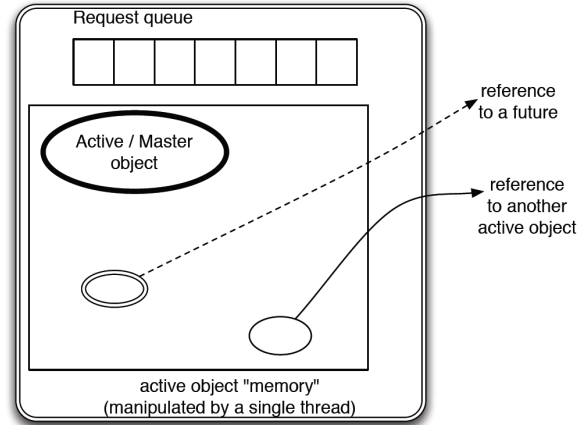 Request queue
Active / Master
object
reference
to a future
reference
to another
active object
active object "memory"
(manipulated by a single thread)